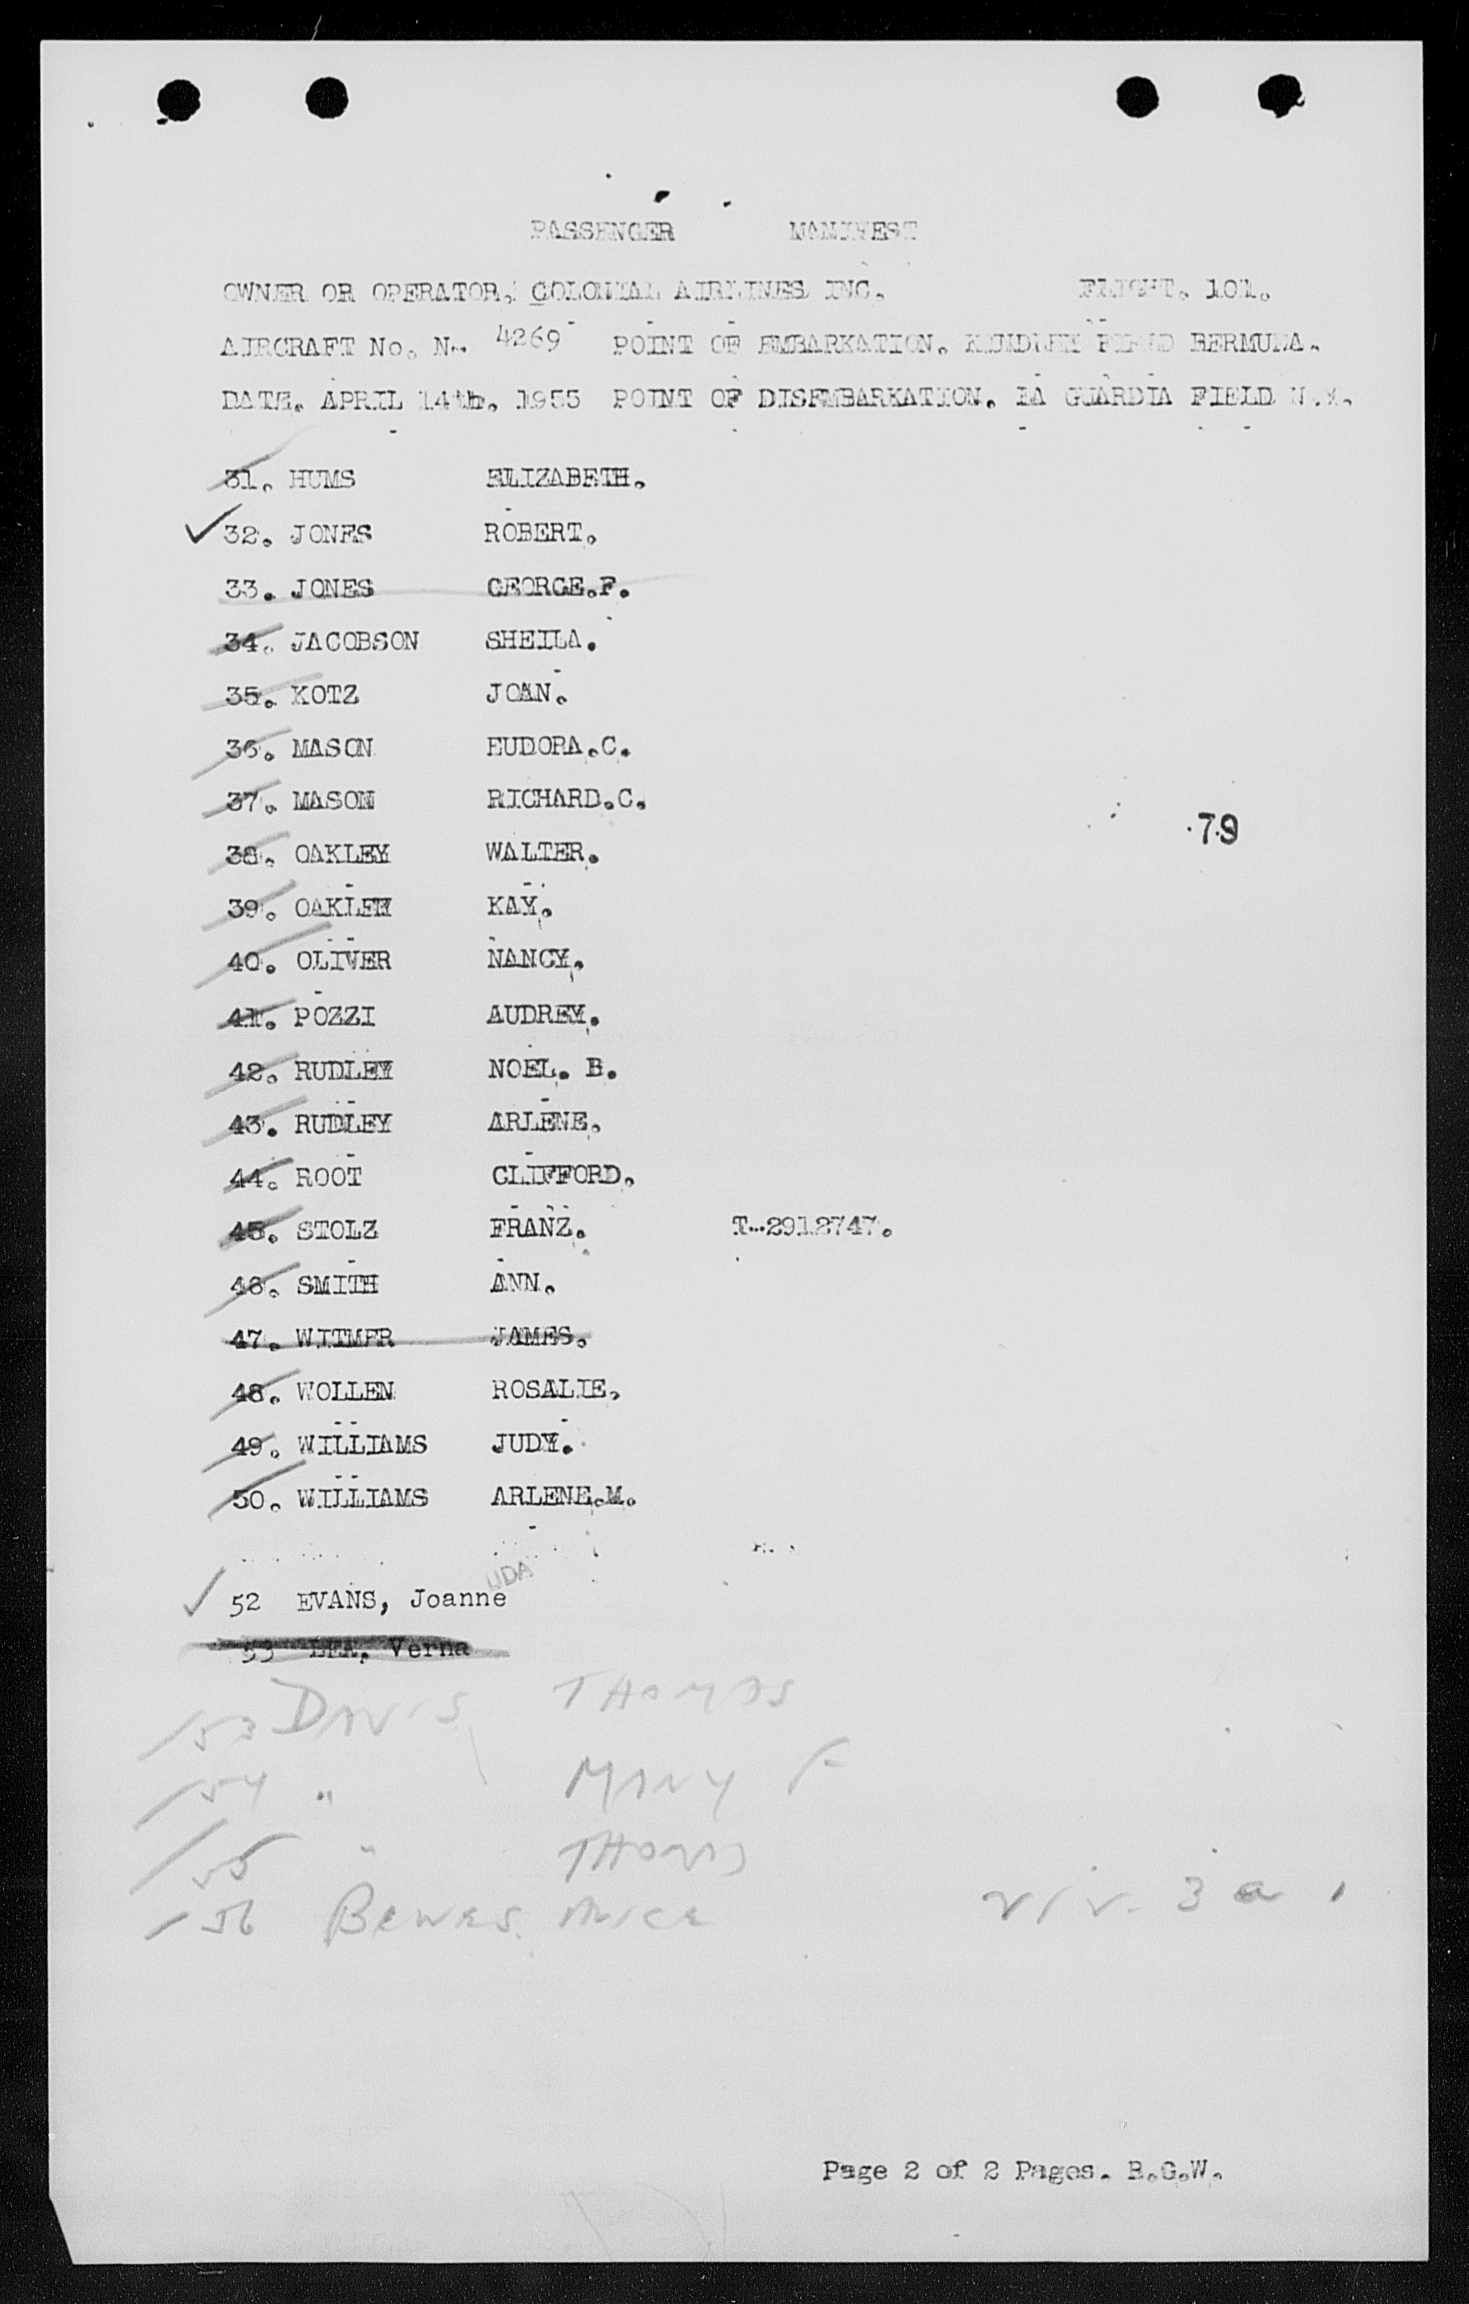 PASSENGER MANIFEST
OWNER OR OPERATOR. COLONIAL AIRLINES INC. FLIGHT. 101.
AIRCRAFT No. N-. 4269 POINT OF EMBARKATION. KINDLEY FIELD BERMUDA.
DATE. APRIL 14th. 1955 POINT OF DISEMBARKATION. LA GUARDIA FIELD N.Y.
31. HUMS ELIZABETH.
32. JONES ROBERT.
33. JONES GEORGE.F.
34. JACOBSON SHEILA.
35. KOTZ JOAN.
36. MASON EUDORA.C.
37. MASON RICHARD.C.
79
38. OAKLEY WALTER.
39. OAKLEY KAY.
40. OLIVER NANCY.
41. POZZI AUDREY.
42. RUDLEY NOEL. B.
43. RUDLEY ARLENE.
44. ROOT CLIFFORD.
45. STOLZ FRANZ. T-2912747.
46. SMITH ANN.
47. WITMER JAMES.
48. WOLLEN ROSALIE.
49. WILLIAMS JUDY.
50. WILLIAMS ARLENE.M.
52 EVANS, Joanne
53 LEA, Verna
53 DAVIS THOMAS
54 " MARY F
55 " THOMAS
56
Page 2 of 2 Pages. R.G.W.